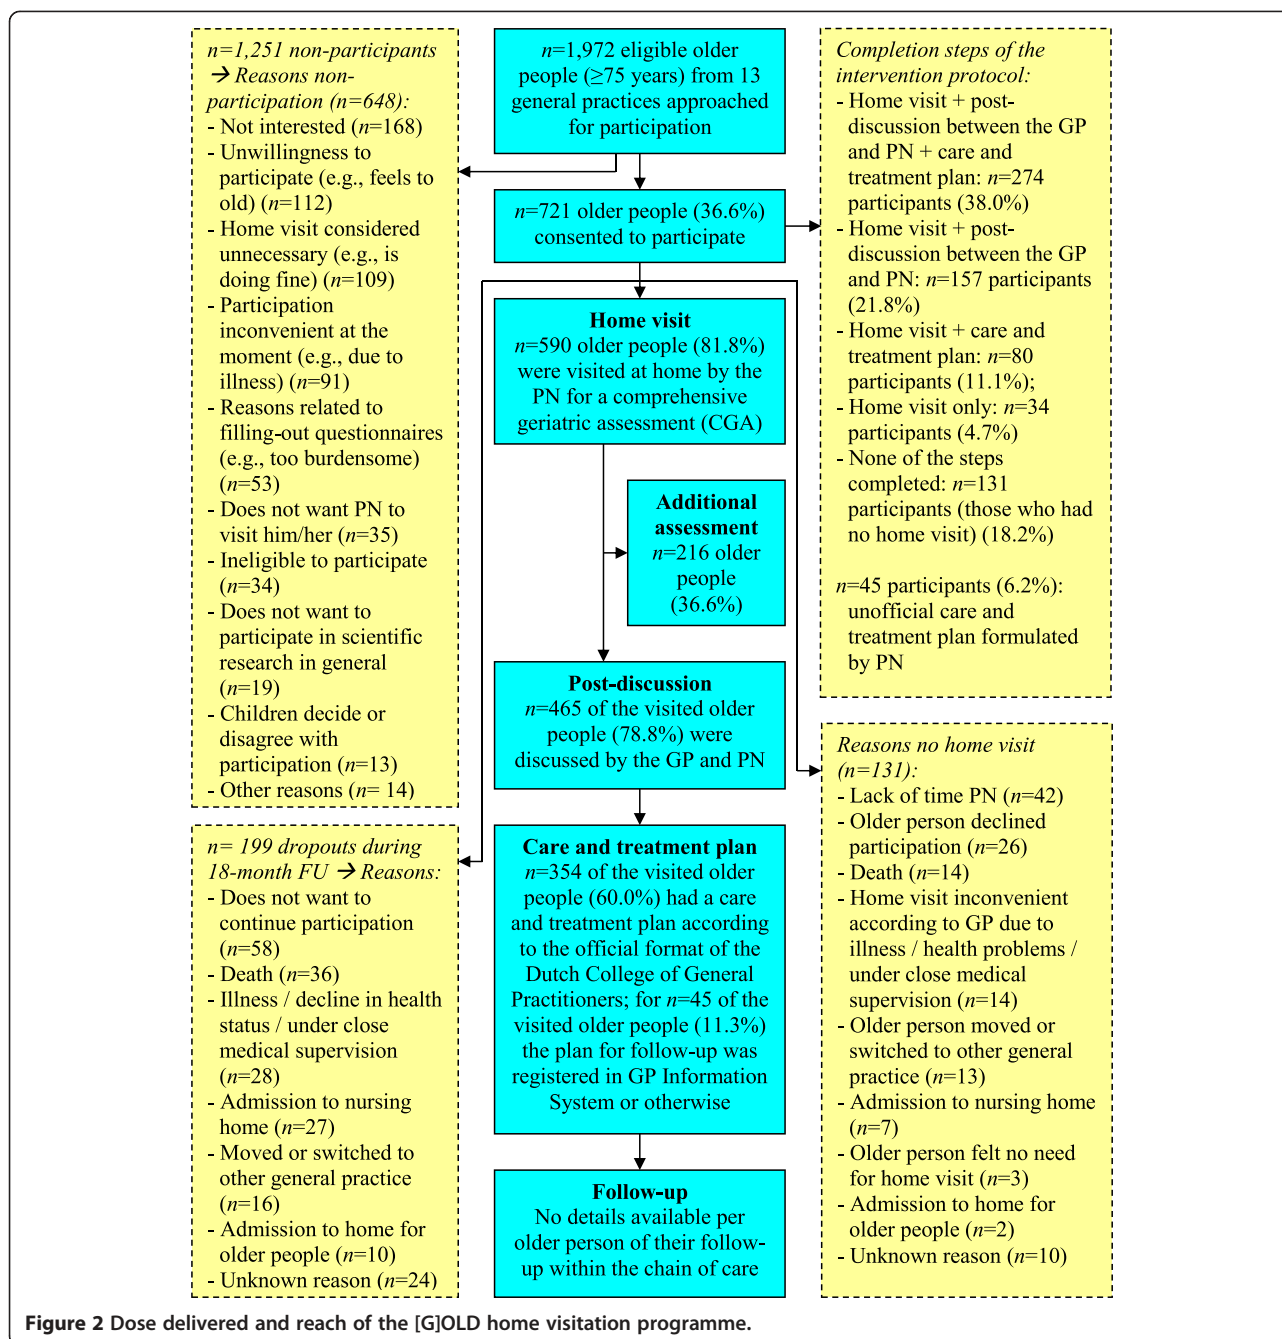 n=1,251 non-participants
→ Reasons non-
participation (n=648):
- Not interested (n=168)
- Unwillingness to
participate (e.g., feels to
old) (n=112)
- Home visit considered
unnecessary (e.g., is
doing fine) (n=109)
- Participation
inconvenient at the
moment (e.g., due to
illness) (n=91)
- Reasons related to
filling-out questionnaires
(e.g., too burdensome)
(n=53)
- Does not want PN to
visit him/her (n=35)
- Ineligible to participate
(n=34)
- Does not want to
participate in scientific
research in general
(n=19)
- Children decide or
disagree with
participation (n=13)
- Other reasons (n= 14)
n= 199 dropouts during
18-month FU → Reasons:
- Does not want to
continue participation
(n=58)
- Death (n=36)
- Illness / decline in health
status / under close
medical supervision
(n=28)
- Admission to nursing
home (n=27)
- Moved or switched to
other general practice
(n=16)
- Admission to home for
older people (n=10)
- Unknown reason (n=24)
n=1,972 eligible older
people (≥75 years) from 13
general practices approached
for participation
n=721 older people (36.6%)
consented to participate
Home visit
n=590 older people (81.8%)
were visited at home by the
PN for a comprehensive
geriatric assessment (CGA)
Additional
assessment
n=216 older
people
(36.6%)
Post-discussion
n=465 of the visited older
people (78.8%) were
discussed by the GP and PN
Care and treatment plan
n=354 of the visited older
people (60.0%) had a care
and treatment plan according
to the official format of the
Dutch College of General
Practitioners; for n=45 of the
visited older people (11.3%)
the plan for follow-up was
registered in GP Information
System or otherwise
Follow-up
No details available per
older person of their follow-
up within the chain of care
Completion steps of the
intervention protocol:
- Home visit + post-
discussion between the GP
and PN + care and
treatment plan: n=274
participants (38.0%)
- Home visit + post-
discussion between the GP
and PN: n=157 participants
(21.8%)
- Home visit + care and
treatment plan: n=80
participants (11.1%);
- Home visit only: n=34
participants (4.7%)
- None of the steps
completed: n=131
participants (those who had
no home visit) (18.2%)
n=45 participants (6.2%):
unofficial care and
treatment plan formulated
by PN
Reasons no home visit
(n=131):
- Lack of time PN (n=42)
- Older person declined
participation (n=26)
- Death (n=14)
- Home visit inconvenient
according to GP due to
illness / health problems /
under close medical
supervision (n=14)
- Older person moved or
switched to other general
practice (n=13)
- Admission to nursing home
(n=7)
- Older person felt no need
for home visit (n=3)
- Admission to home for
older people (n=2)
- Unknown reason (n=10)
Figure 2 Dose delivered and reach of the [G]OLD home visitation programme.